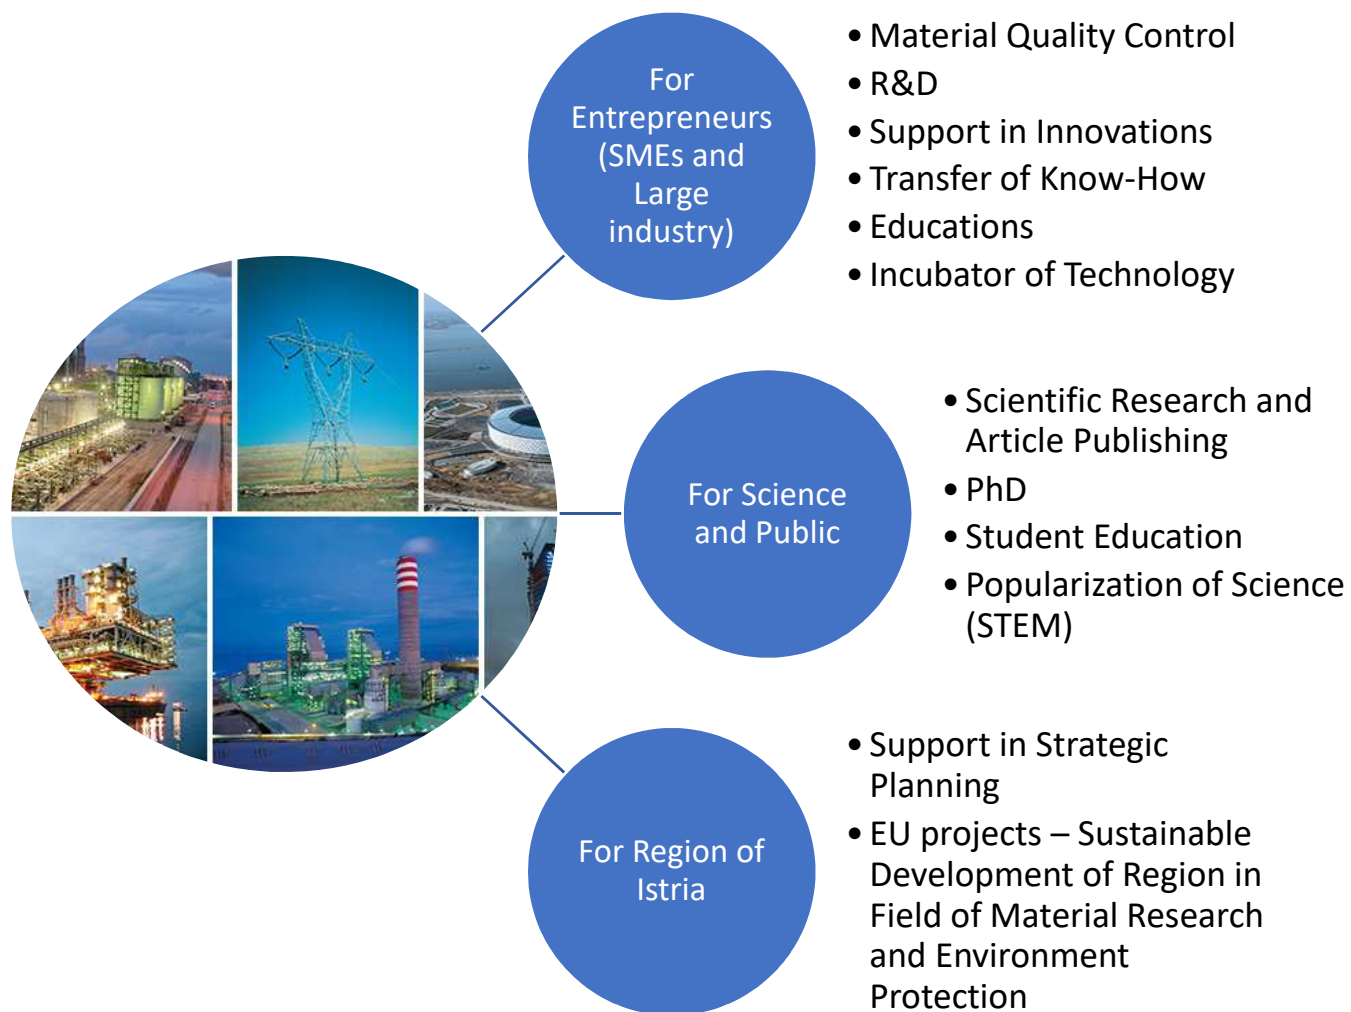 For
Entrepreneurs
(SMEs and
Large
industry)
• Material Quality Control
• R&D
• Support in Innovations
• Transfer of Know-How
• Educations
• Incubator of Technology
For Science
and Public
• Scientific Research and
Article Publishing
• PhD
• Student Education
• Popularization of Science
(STEM)
For Region of
Istria
• Support in Strategic
Planning
• EU projects – Sustainable
Development of Region in
Field of Material Research
and Environment
Protection